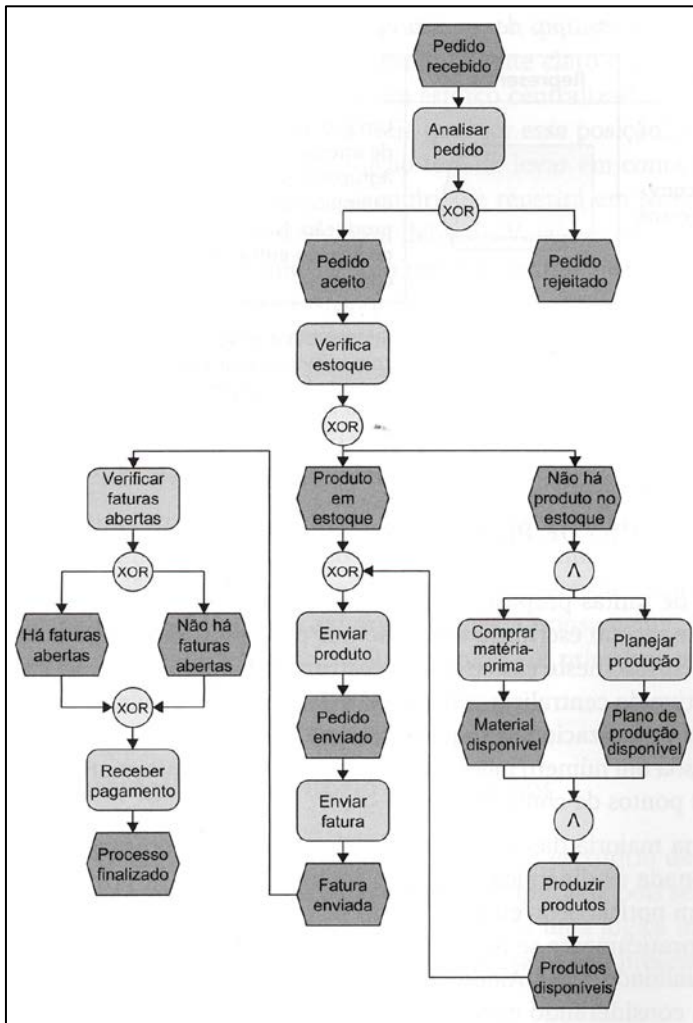 Pedido
recebido
Analisar
pedido
XOR
Pedido
aceito
Pedido
rejeitado
Verifica
estoque
XOR
Verificar
faturas
abertas
Produto
em
estoque
Não há
produto no
estoque
XOR
XOR
Λ
Há faturas
abertas
Não há
faturas
abertas
Enviar
produto
Comprar
matéria-
prima
Planejar
produção
XOR
Pedido
enviado
Material
disponível
Plano de
produção
disponível
Receber
pagamento
Enviar
fatura
Λ
Processo
finalizado
Fatura
enviada
Produzir
produtos
Produtos
disponíveis